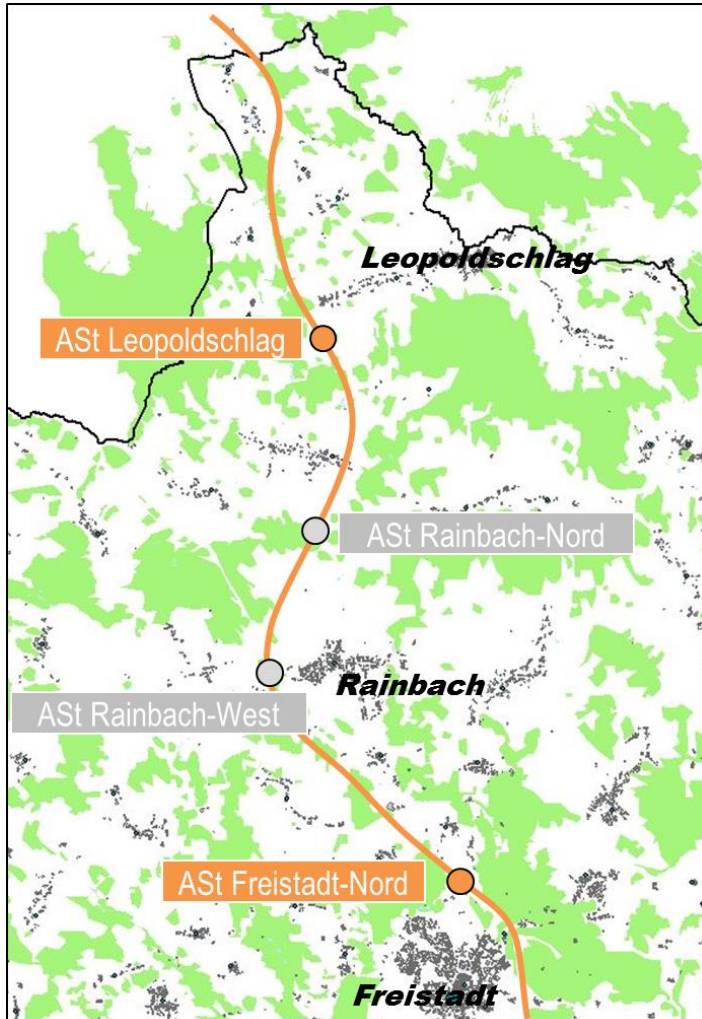 Leopoldschlag
ASt Leopoldschlag
ASt Rainbach-Nord
Rainbach
ASt Rainbach-West
ASt Freistadt-Nord
Freistadt